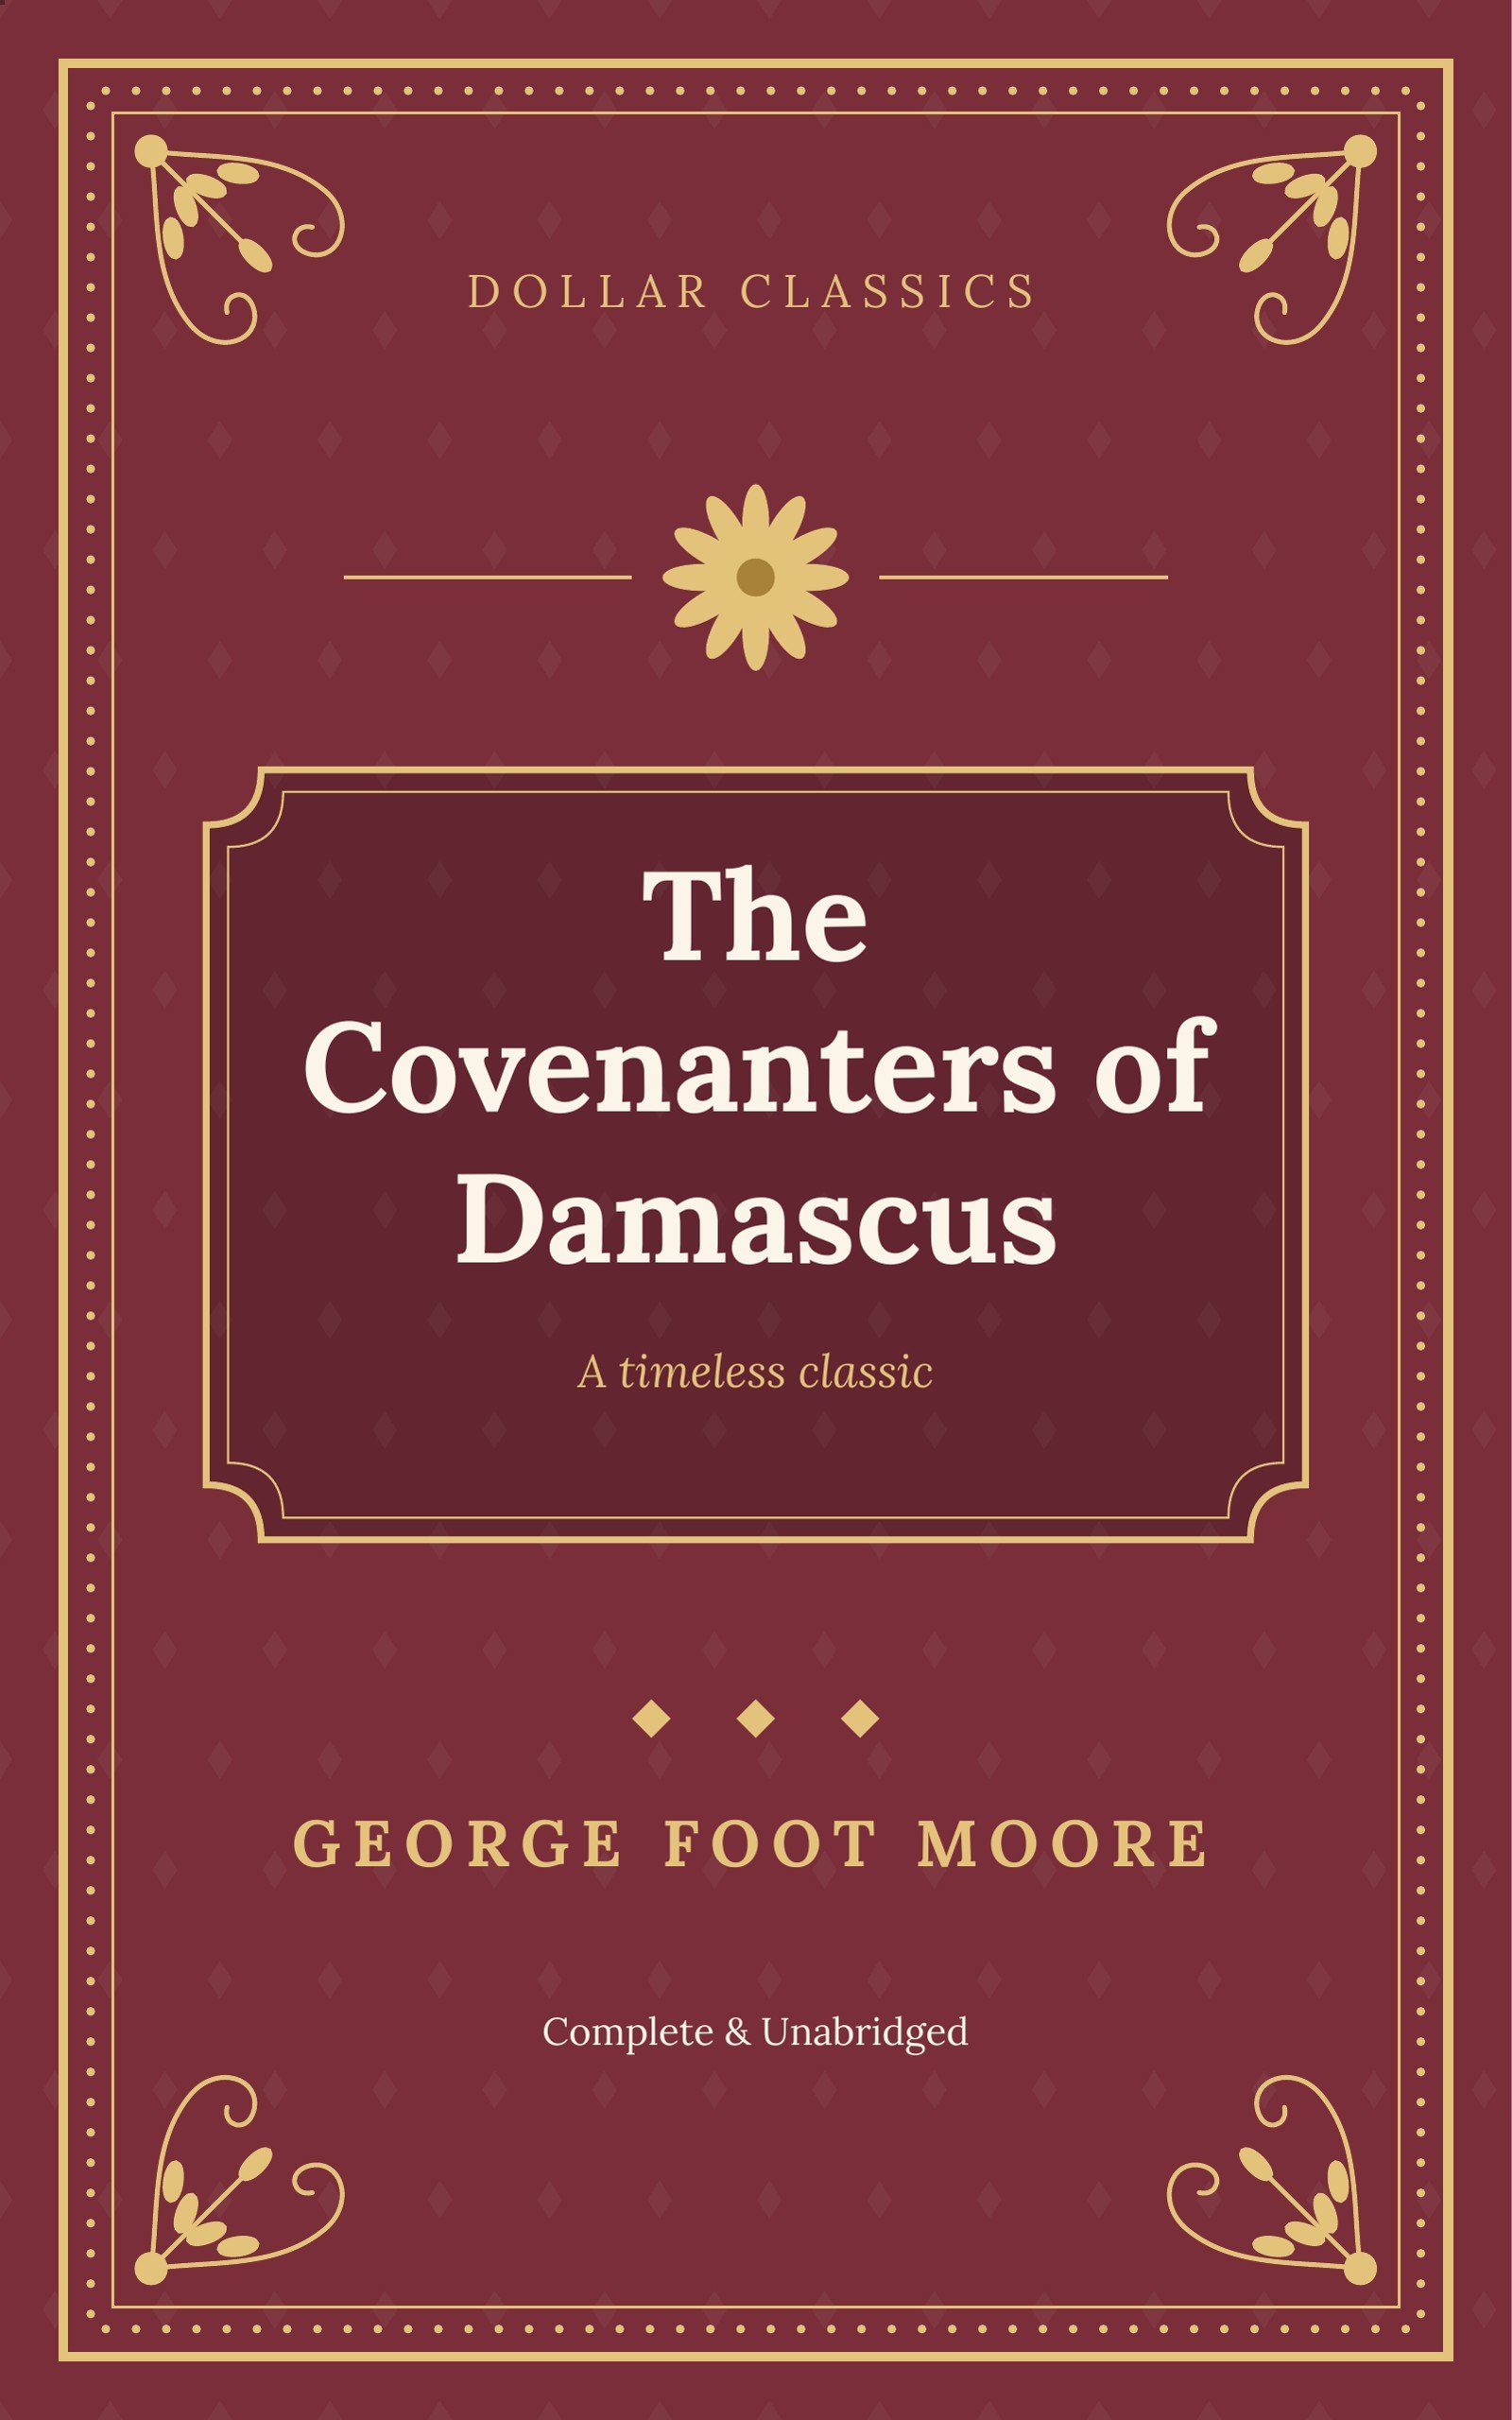 DOLLAR CLASSICS
The
Covenanters of
Damascus
A timeless classic
GEORGE FOOT MOORE
Complete & Unabridged